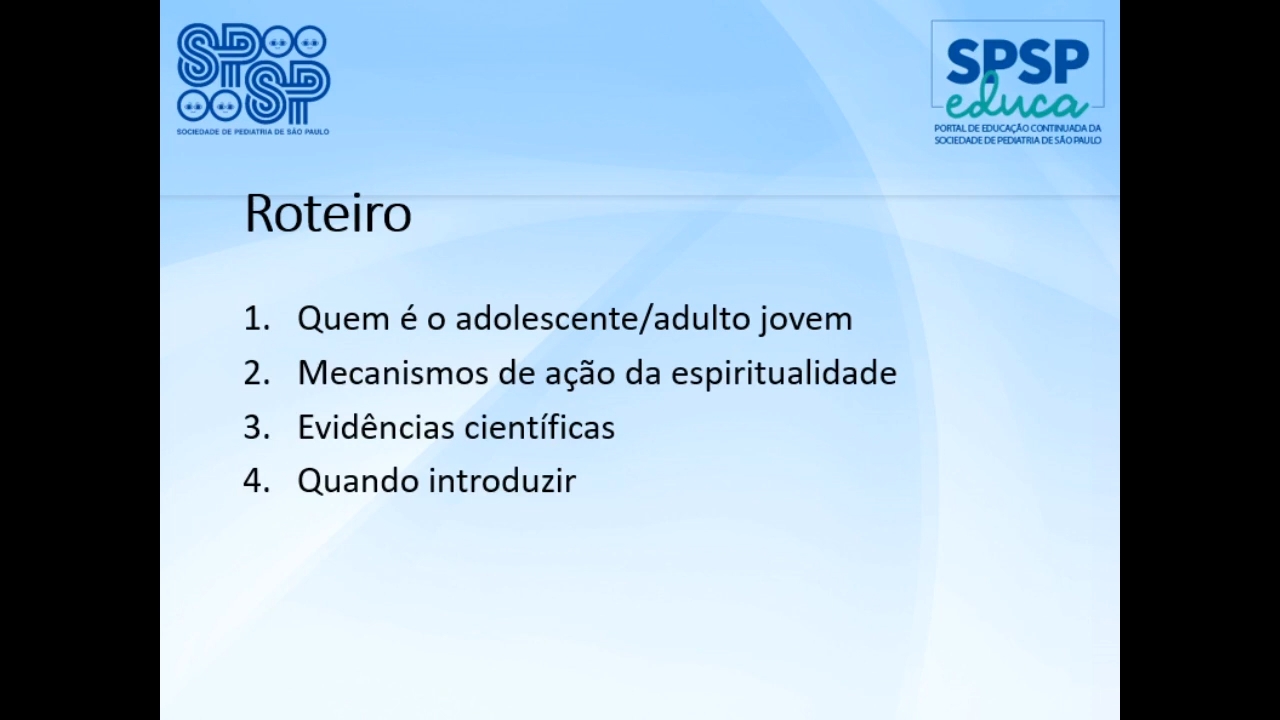 SPSP
SOCIEDADE DE PEDIATRIA DE SÃO PAULO
SPSP
educa
PORTAL DE EDUCAÇÃO CONTINUADA DA
SOCIEDADE DE PEDIATRIA DE SÃO PAULO
Roteiro
1. Quem é o adolescente/adulto jovem
2. Mecanismos de ação da espiritualidade
3. Evidências científicas
4. Quando introduzir